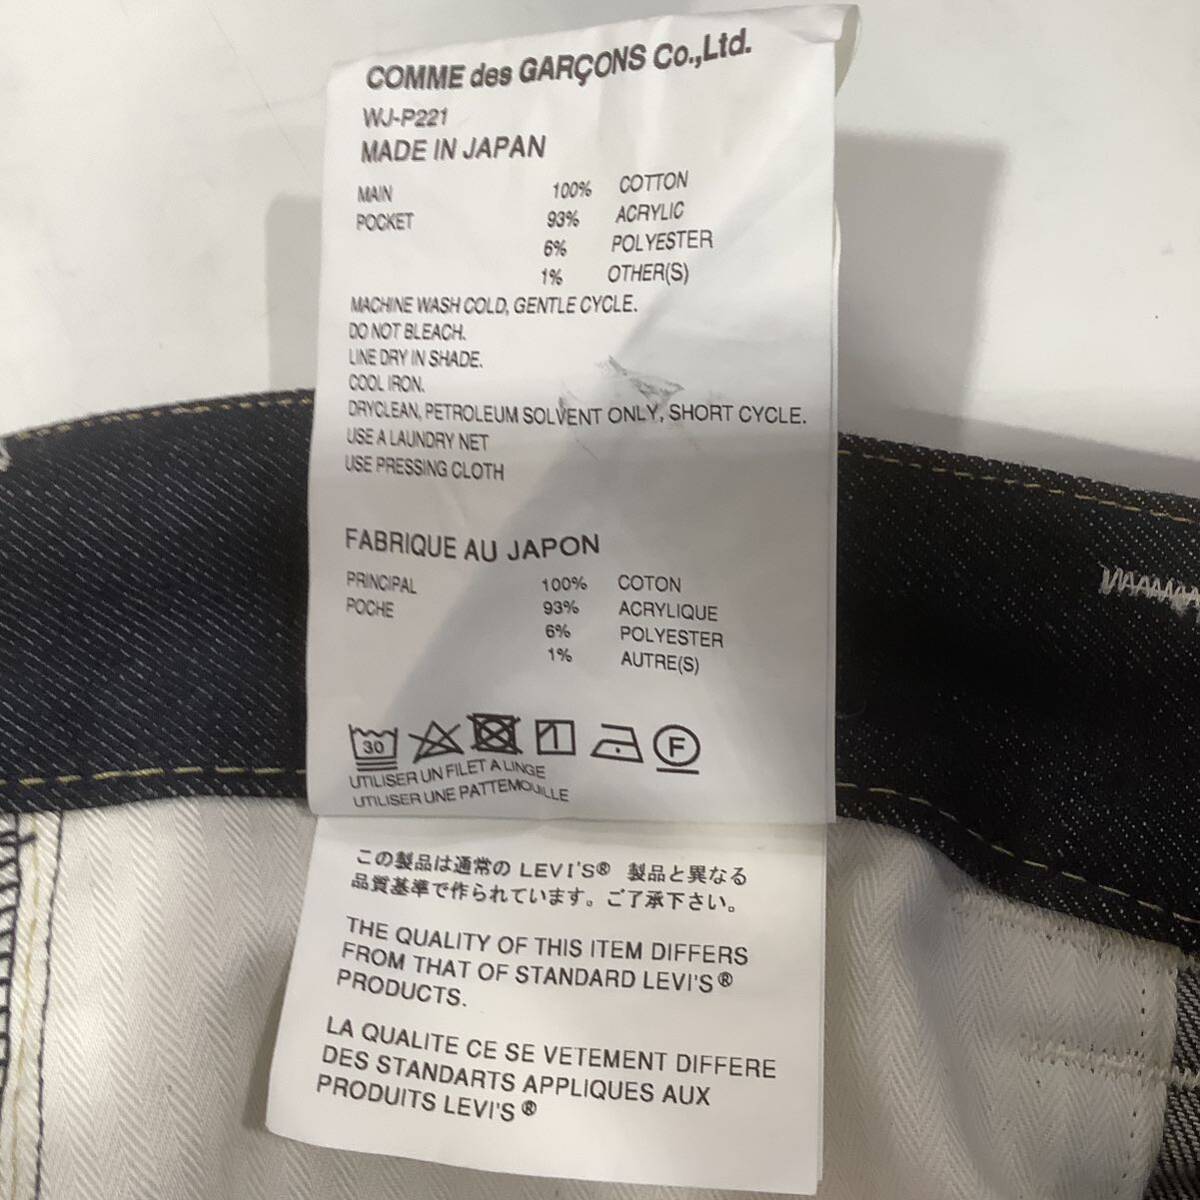 COMME des GARÇONS Co.,Ltd.
WJ-P221
MADE IN JAPAN
MAIN 100% COTTON
POCKET 93% ACRYLIC
6% POLYESTER
1% OTHER(S)
MACHINE WASH COLD, GENTLE CYCLE.
DO NOT BLEACH.
LINE DRY IN SHADE.
COOL IRON.
DRYCLEAN, PETROLEUM SOLVENT ONLY, SHORT CYCLE.
USE A LAUNDRY NET
USE PRESSING CLOTH
FABRIQUE AU JAPON
PRINCIPAL 100% COTON
POCHE 93% ACRYLIQUE
6% POLYESTER
1% AUTRE(S)
30 F
UTILISER UN FILET A LINGE
UTILISER UNE PATTEMOUILLE
この製品は通常の LEVI'S® 製品と異なる
品質基準で作られています。ご了承下さい。
THE QUALITY OF THIS ITEM DIFFERS
FROM THAT OF STANDARD LEVI'S®
PRODUCTS.
LA QUALITE CE SE VETEMENT DIFFERE
DES STANDARTS APPLIQUES AUX
PRODUITS LEVI'S®